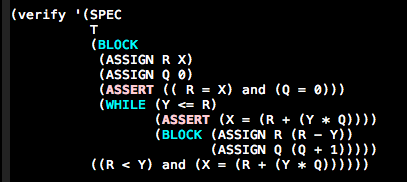 (verify '(SPEC
T
(BLOCK
(ASSIGN R X)
(ASSIGN Q 0)
(ASSERT (( R = X) and (Q = 0)))
(WHILE (Y <= R)
(ASSERT (X = (R + (Y * Q))))
(BLOCK (ASSIGN R (R - Y))
(ASSIGN Q (Q + 1)))))
((R < Y) and (X = (R + (Y * Q))))))